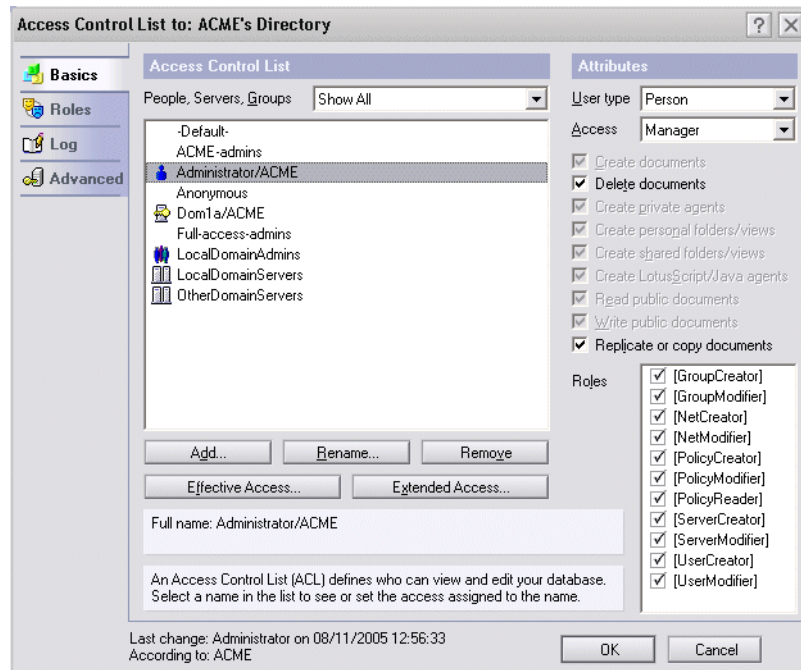 Access Control List to: ACME's Directory
Basics
Roles
Log
Advanced
Access Control List
People, Servers, Groups
Show All
-Default-
ACME-admins
Administrator/ACME
Anonymous
Dom1a/ACME
Full-access-admins
LocalDomainAdmins
LocalDomainServers
OtherDomainServers
Add...
Rename...
Remove
Effective Access...
Extended Access...
Full name: Administrator/ACME
An Access Control List (ACL) defines who can view and edit your database.
Select a name in the list to see or set the access assigned to the name.
Attributes
User type
Person
Access
Manager
Create documents
Delete documents
Create private agents
Create personal folders/views
Create shared folders/views
Create LotusScript/Java agents
Read public documents
Write public documents
Replicate or copy documents
Roles
[GroupCreator]
[GroupModifier]
[NetCreator]
[NetModifier]
[PolicyCreator]
[PolicyModifier]
[PolicyReader]
[ServerCreator]
[ServerModifier]
[UserCreator]
[UserModifier]
Last change: Administrator on 08/11/2005 12:56:33
According to: ACME
OK
Cancel